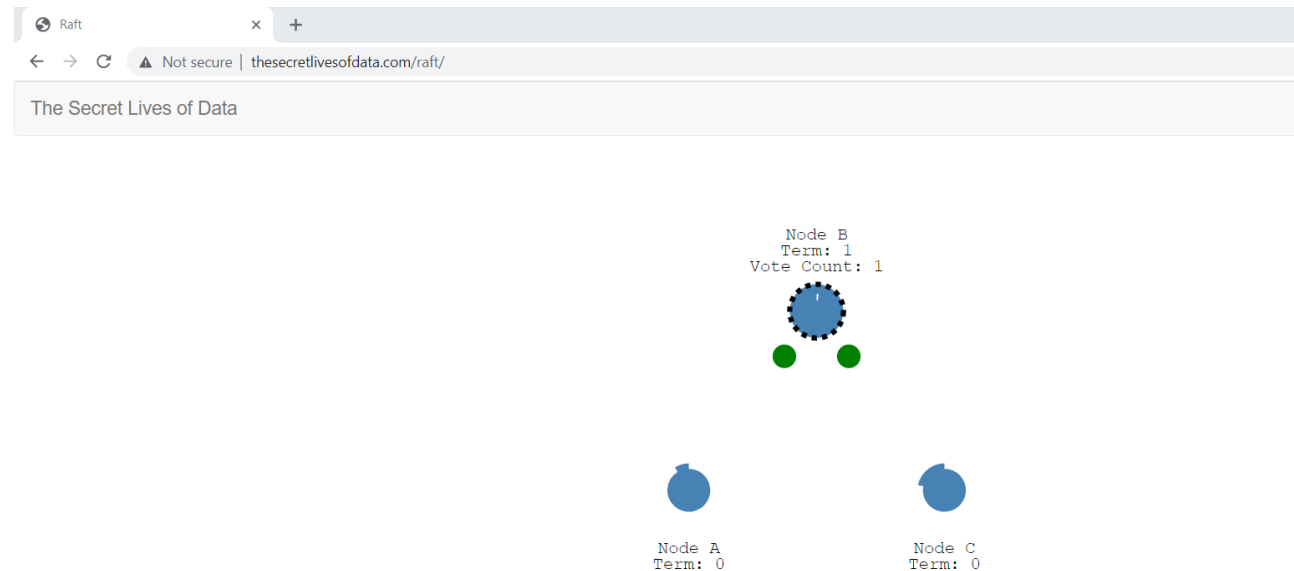 Raft
Not secure | thesecretlivesofdata.com/raft/
The Secret Lives of Data
Node B
Term: 1
Vote Count: 1
Node A
Term: 0
Node C
Term: 0